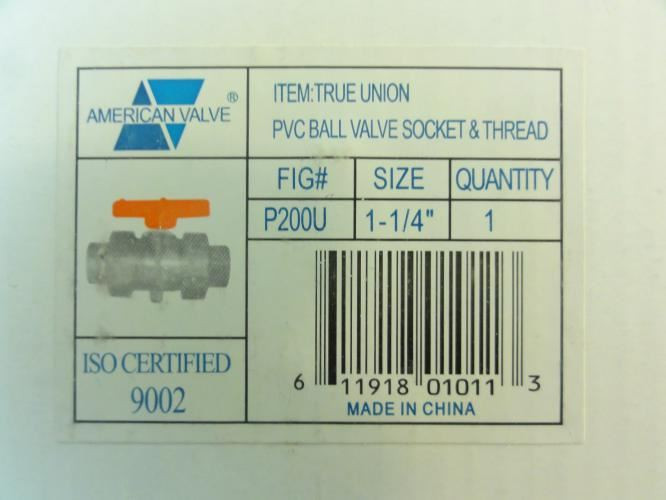 AMERICAN VALVE ®
ITEM:TRUE UNION
PVC BALL VALVE SOCKET & THREAD
FIG# SIZE QUANTITY
P200U 1-1/4" 1
ISO CERTIFIED
9002
6 11918 01011 3
MADE IN CHINA